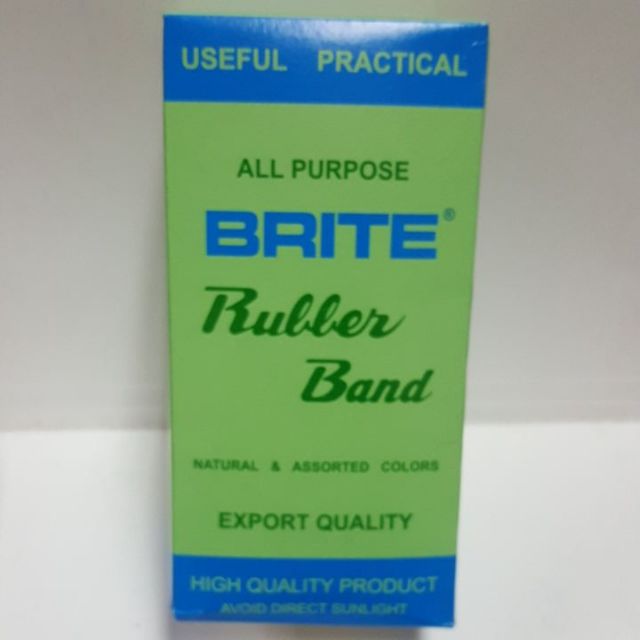 USEFUL PRACTICAL
ALL PURPOSE
BRITE®
Rubber
Band
NATURAL & ASSORTED COLORS
EXPORT QUALITY
HIGH QUALITY PRODUCT
AVOID DIRECT SUNLIGHT